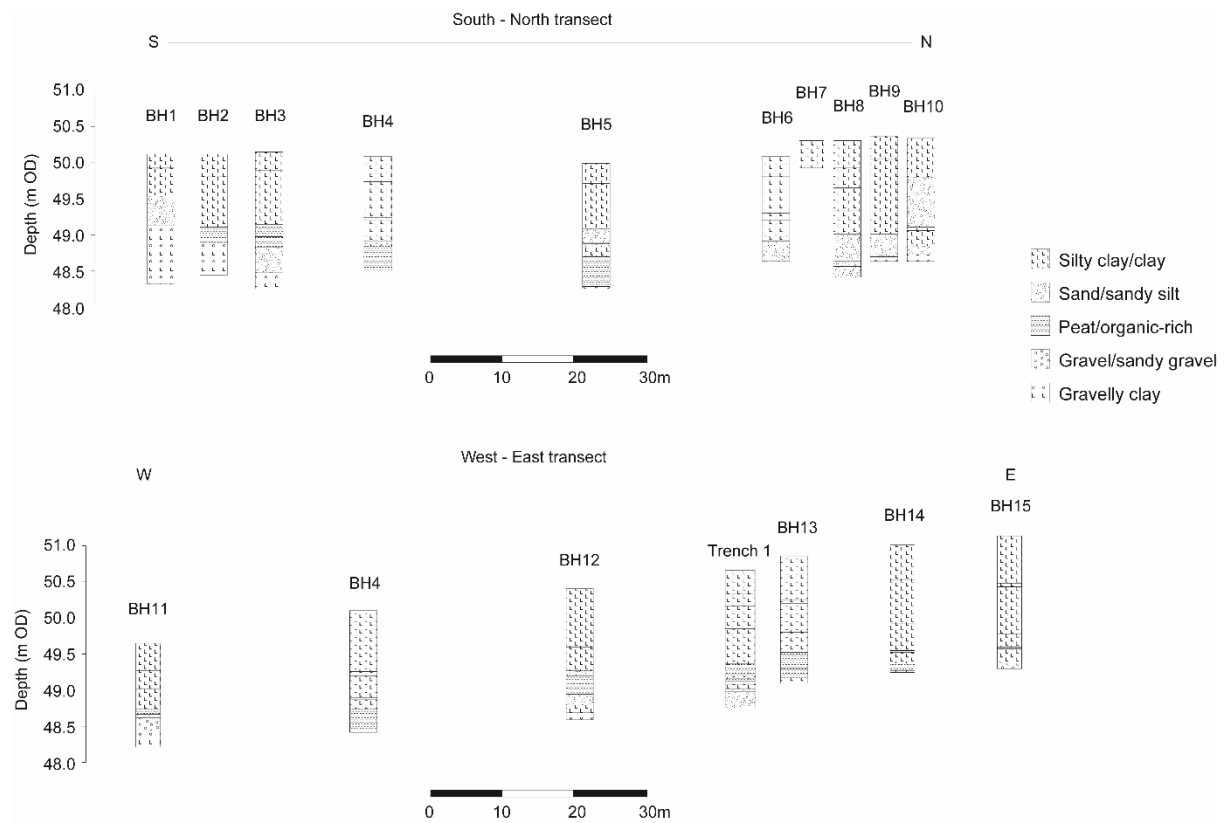 South - North transect
S N
51.0
50.5
50.0
49.5
49.0
48.5
48.0
Depth (m OD)
BH1 BH2 BH3 BH4 BH5 BH6 BH7 BH8 BH9 BH10
Silty clay/clay
Sand/sandy silt
Peat/organic-rich
Gravel/sandy gravel
Gravelly clay
0 10 20 30m
West - East transect
W E
51.0
50.5
50.0
49.5
49.0
48.5
48.0
Depth (m OD)
BH11 BH4 BH12 Trench 1 BH13 BH14 BH15
0 10 20 30m